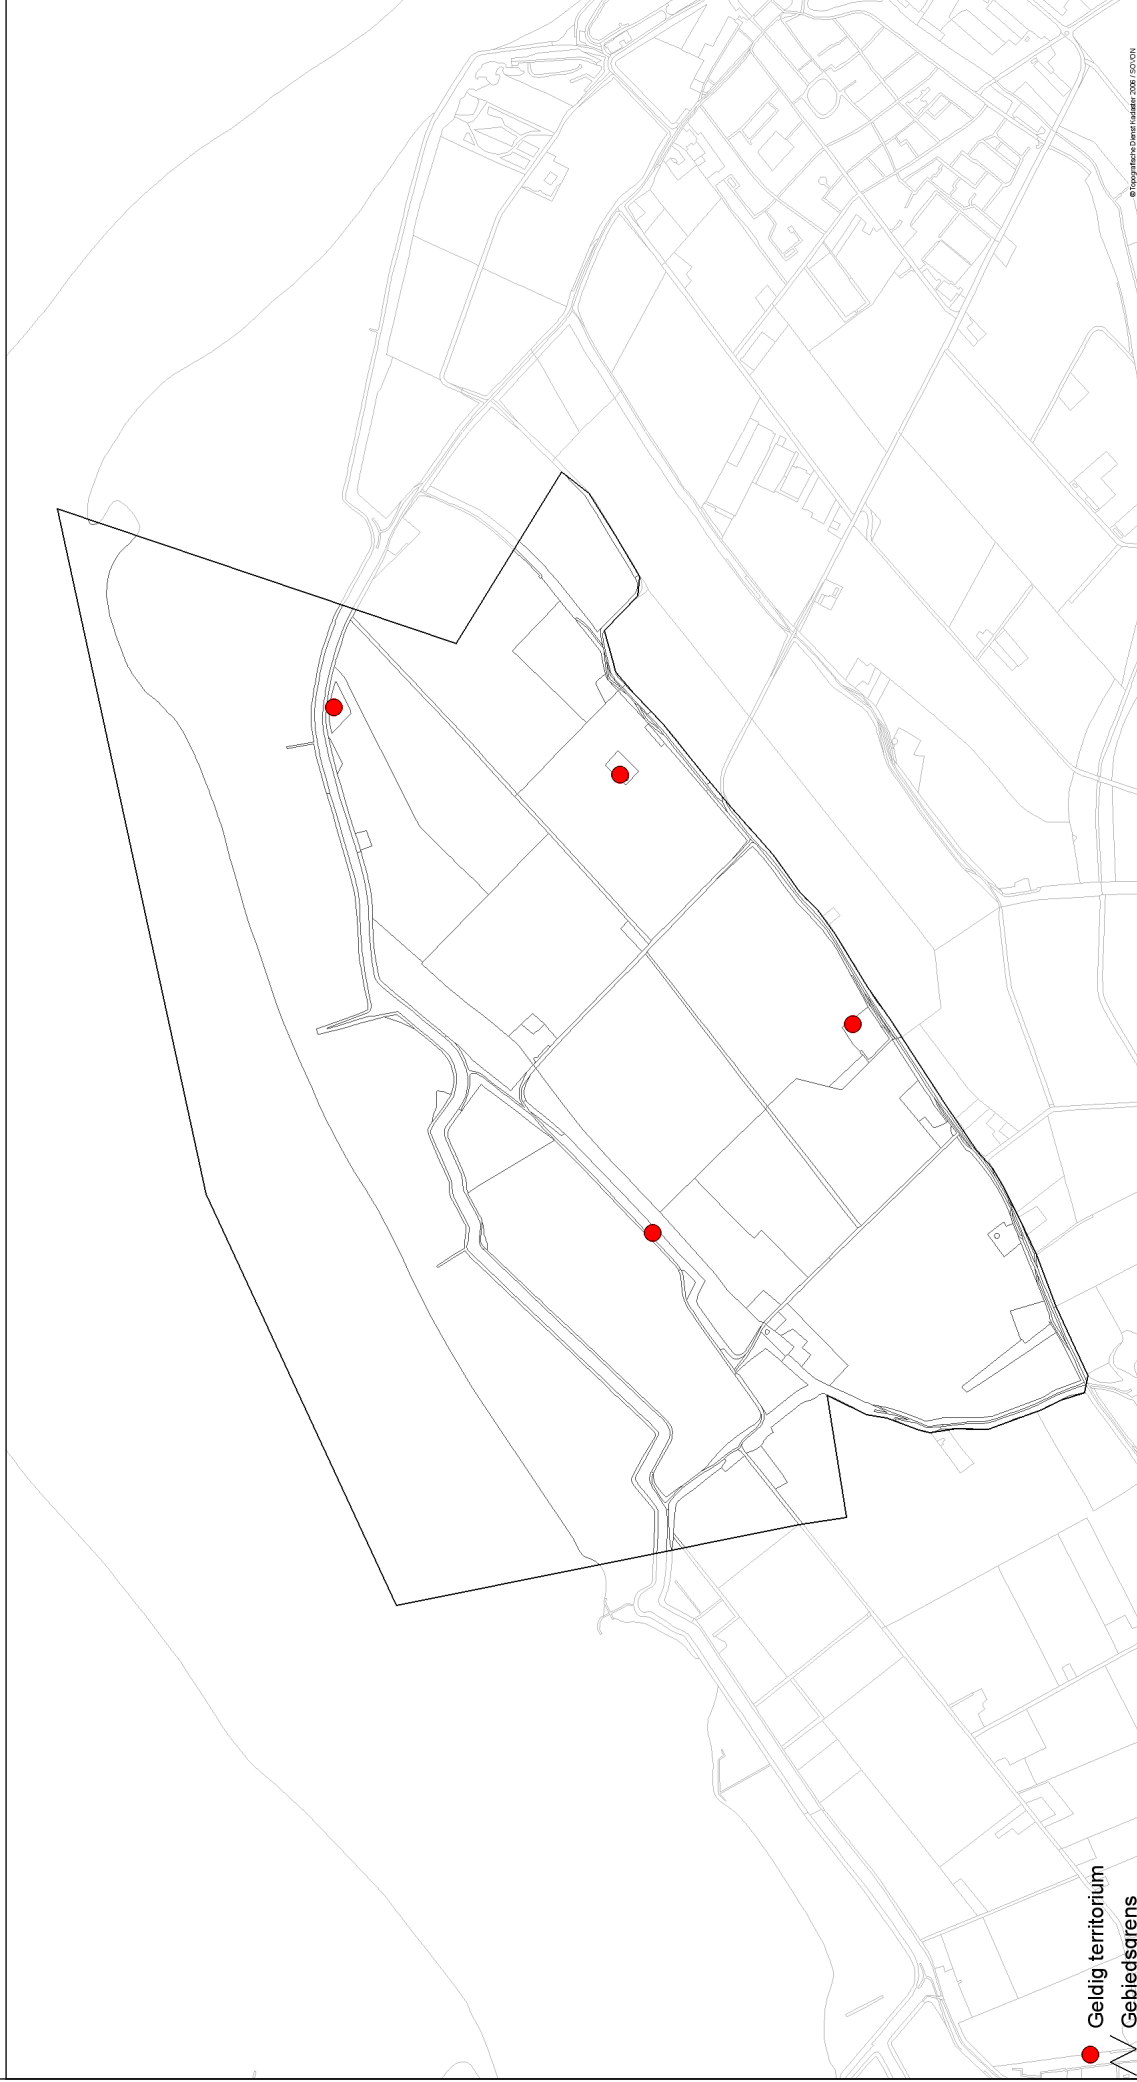 © Topografische Dienst Kadaster 2006 / SOVON
Geldig territorium
Gebiedsgrens